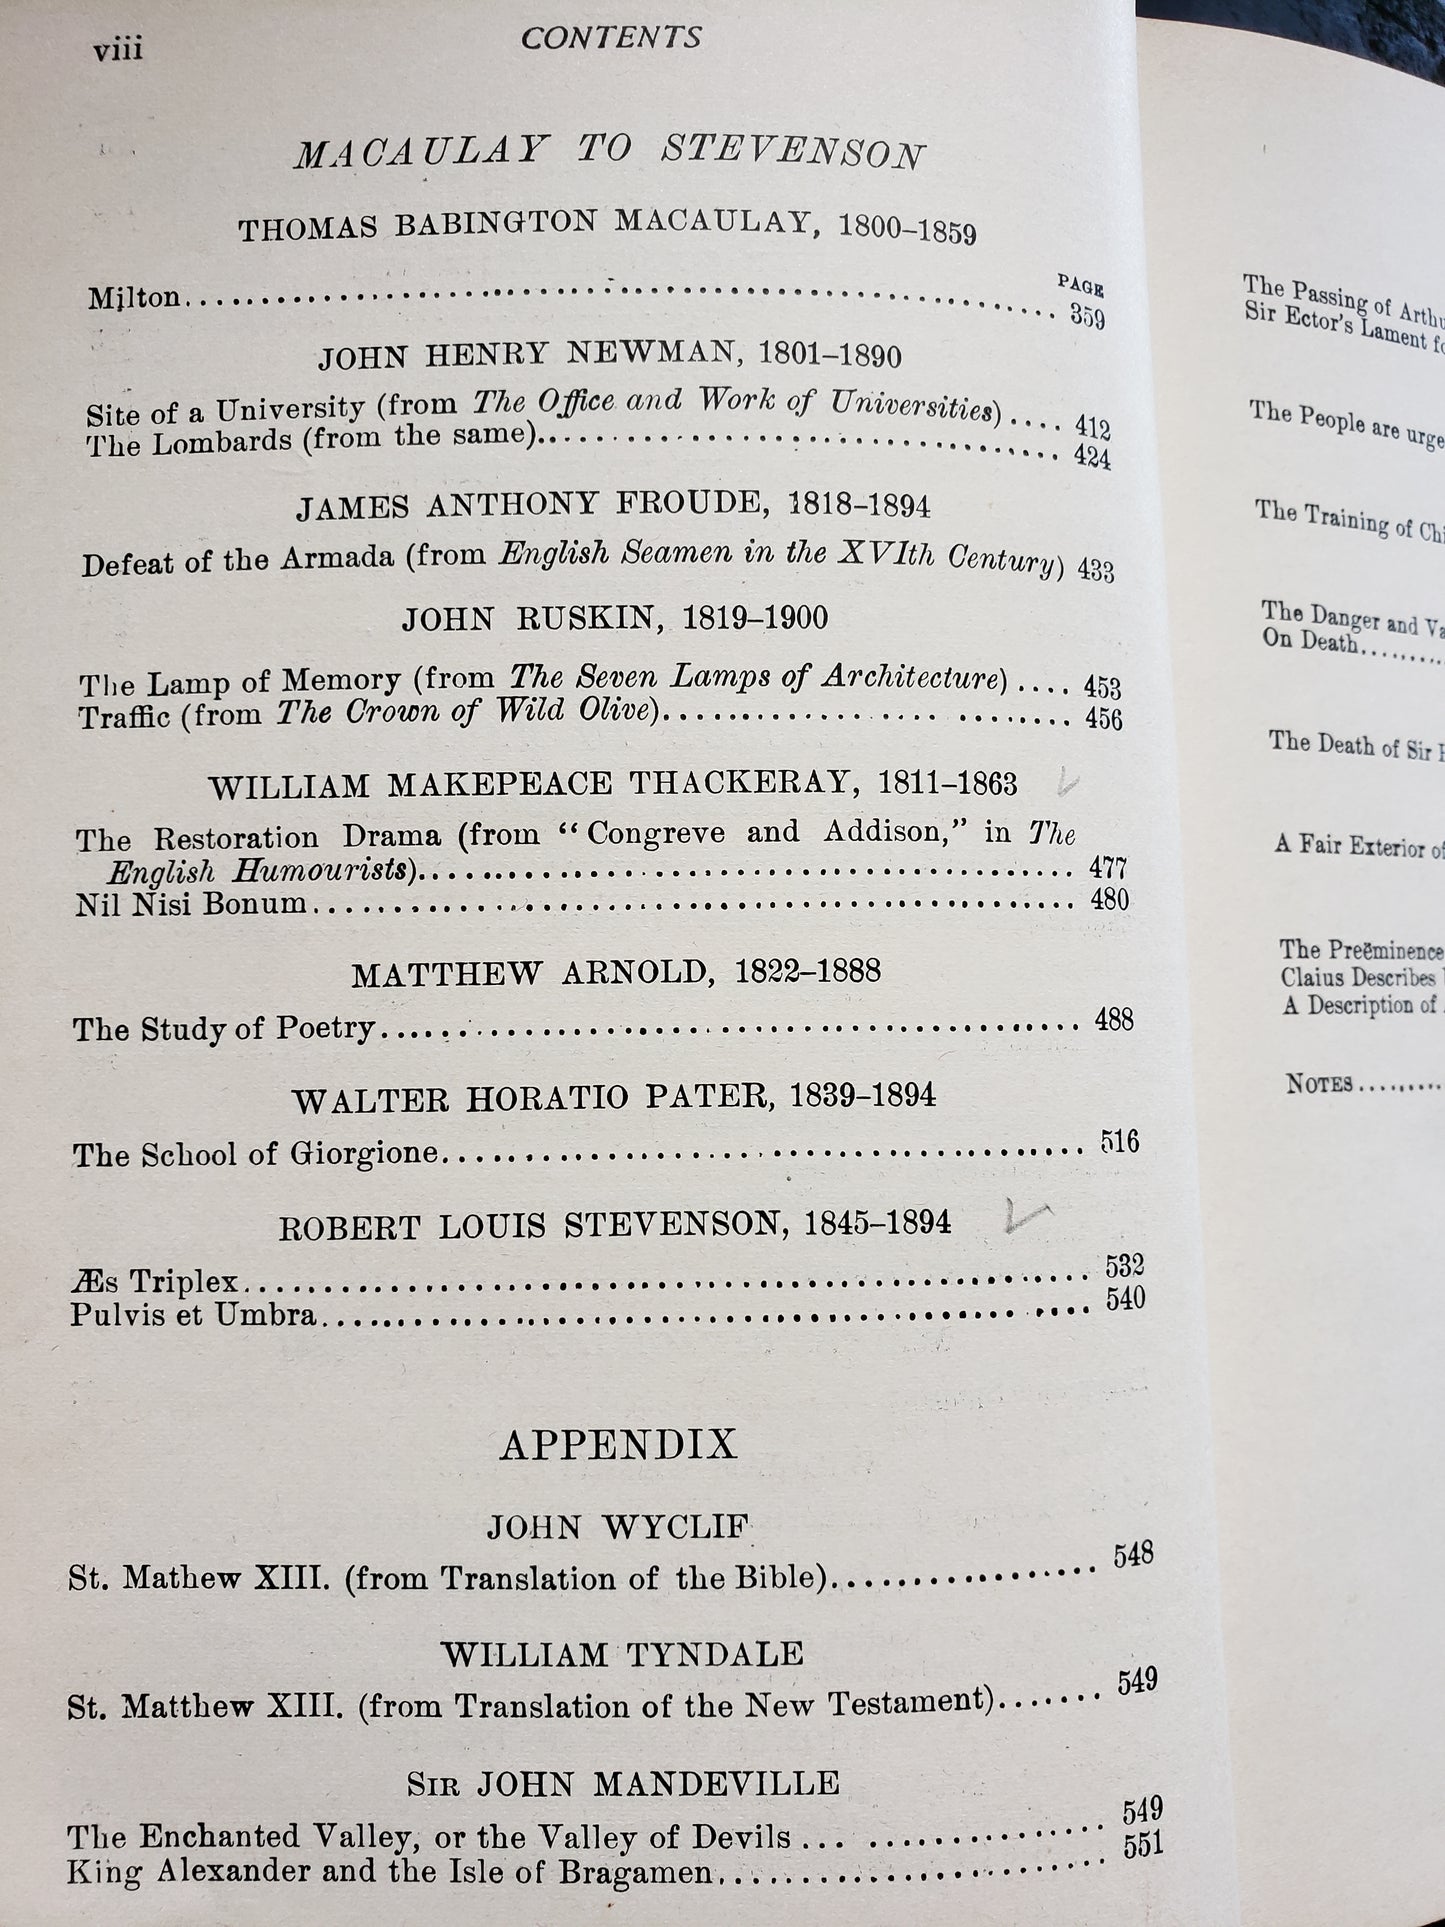 viii
CONTENTS
MACAULAY TO STEVENSON
THOMAS BABINGTON MACAULAY, 1800–1859
PAGE
Milton.................... 359
JOHN HENRY NEWMAN, 1801–1890
Site of a University (from The Office and Work of Universities).... 412
The Lombards (from the same).................... 424
JAMES ANTHONY FROUDE, 1818–1894
Defeat of the Armada (from English Seamen in the XVIth Century) 433
JOHN RUSKIN, 1819–1900
The Lamp of Memory (from The Seven Lamps of Architecture).... 453
Traffic (from The Crown of Wild Olive).................... 456
WILLIAM MAKEPEACE THACKERAY, 1811–1863
The Restoration Drama (from “Congreve and Addison,” in The
English Humourists).................... 477
Nil Nisi Bonum.................... 480
MATTHEW ARNOLD, 1822–1888
The Study of Poetry.................... 488
WALTER HORATIO PATER, 1839–1894
The School of Giorgione.................... 516
ROBERT LOUIS STEVENSON, 1845–1894
Æs Triplex.................... 532
Pulvis et Umbra.................... 540
APPENDIX
JOHN WYCLIF
St. Mathew XIII. (from Translation of the Bible).................... 548
WILLIAM TYNDALE
St. Matthew XIII. (from Translation of the New Testament)....... 549
SIR JOHN MANDEVILLE
The Enchanted Valley, or the Valley of Devils... .............. 549
King Alexander and the Isle of Bragamen.................... 551
The Passing of
Sir Ector's Lament
The People are
The Training of
The Danger and
On Death.........
The Death of Sir
A Fair Exterior
The Preëminence
Claius Describes
A Description of
NOTES.........